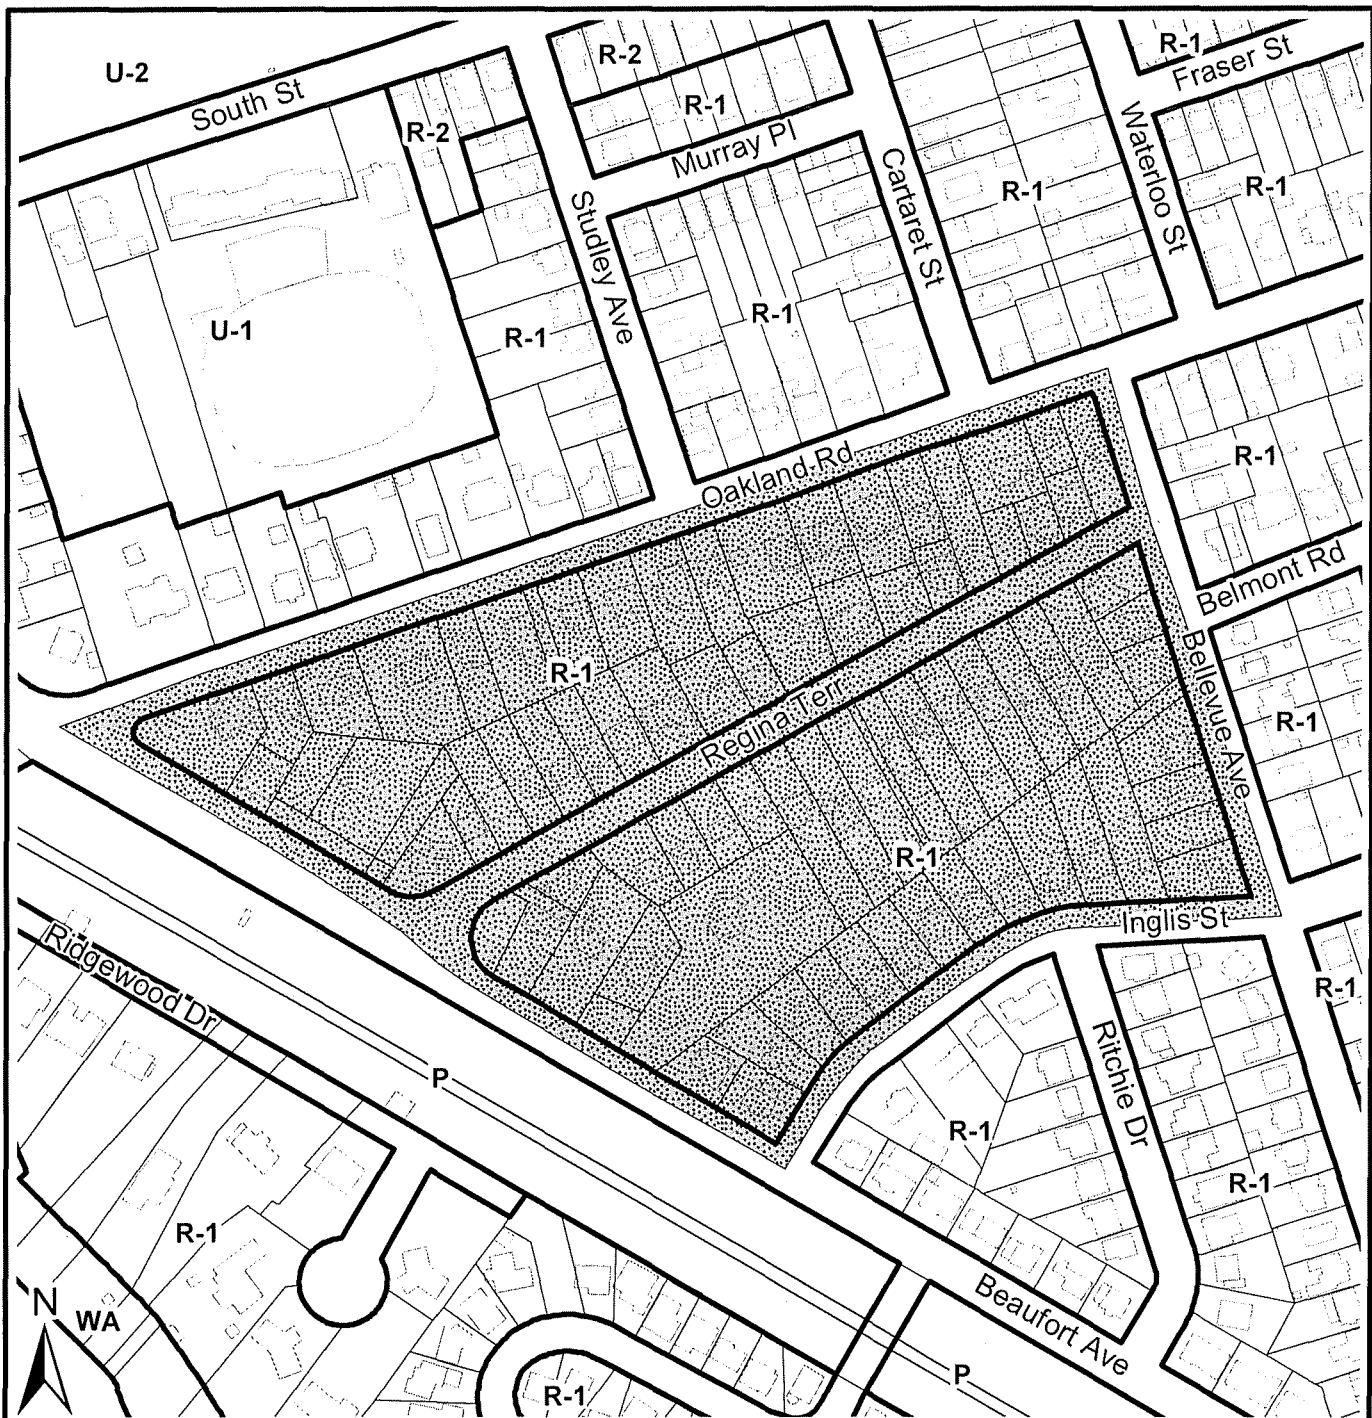 U-2
South St
R-2
R-1
Fraser St
R-2
R-1
Murray Pl
Waterloo St
R-1
R-1
Cartaret St
Studley Ave
U-1
R-1
R-1
Oakland Rd
R-1
Belmont Rd
R-1
Regina Terr
Bellevue Ave
R-1
R-1
Inglis St
Ridgewood Dr
R-1
P
Ritchie Dr
R-1
R-1
R-1
Beaufort Ave
N
WA
P
R-1